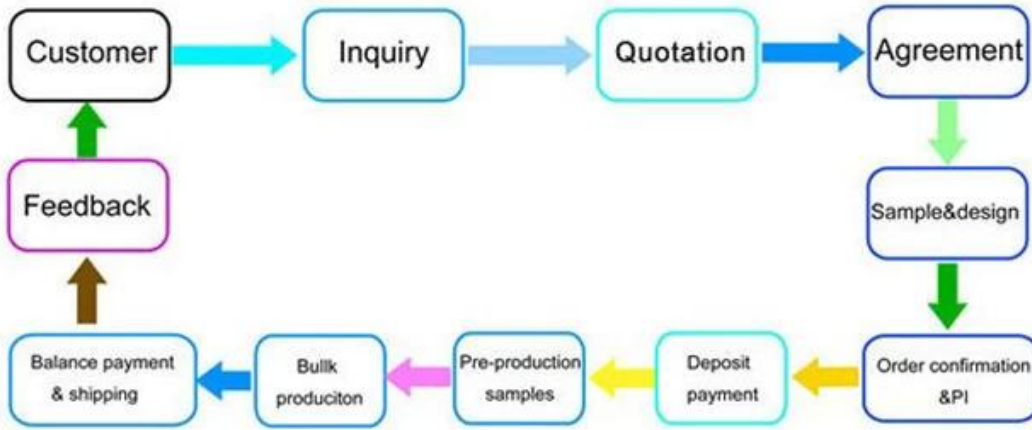 Customer
Inquiry
Quotation
Agreement
Feedback
Sample&design
Balance payment
& shipping
Bullk
produciton
Pre-production
samples
Deposit
payment
Order confirmation
&PI